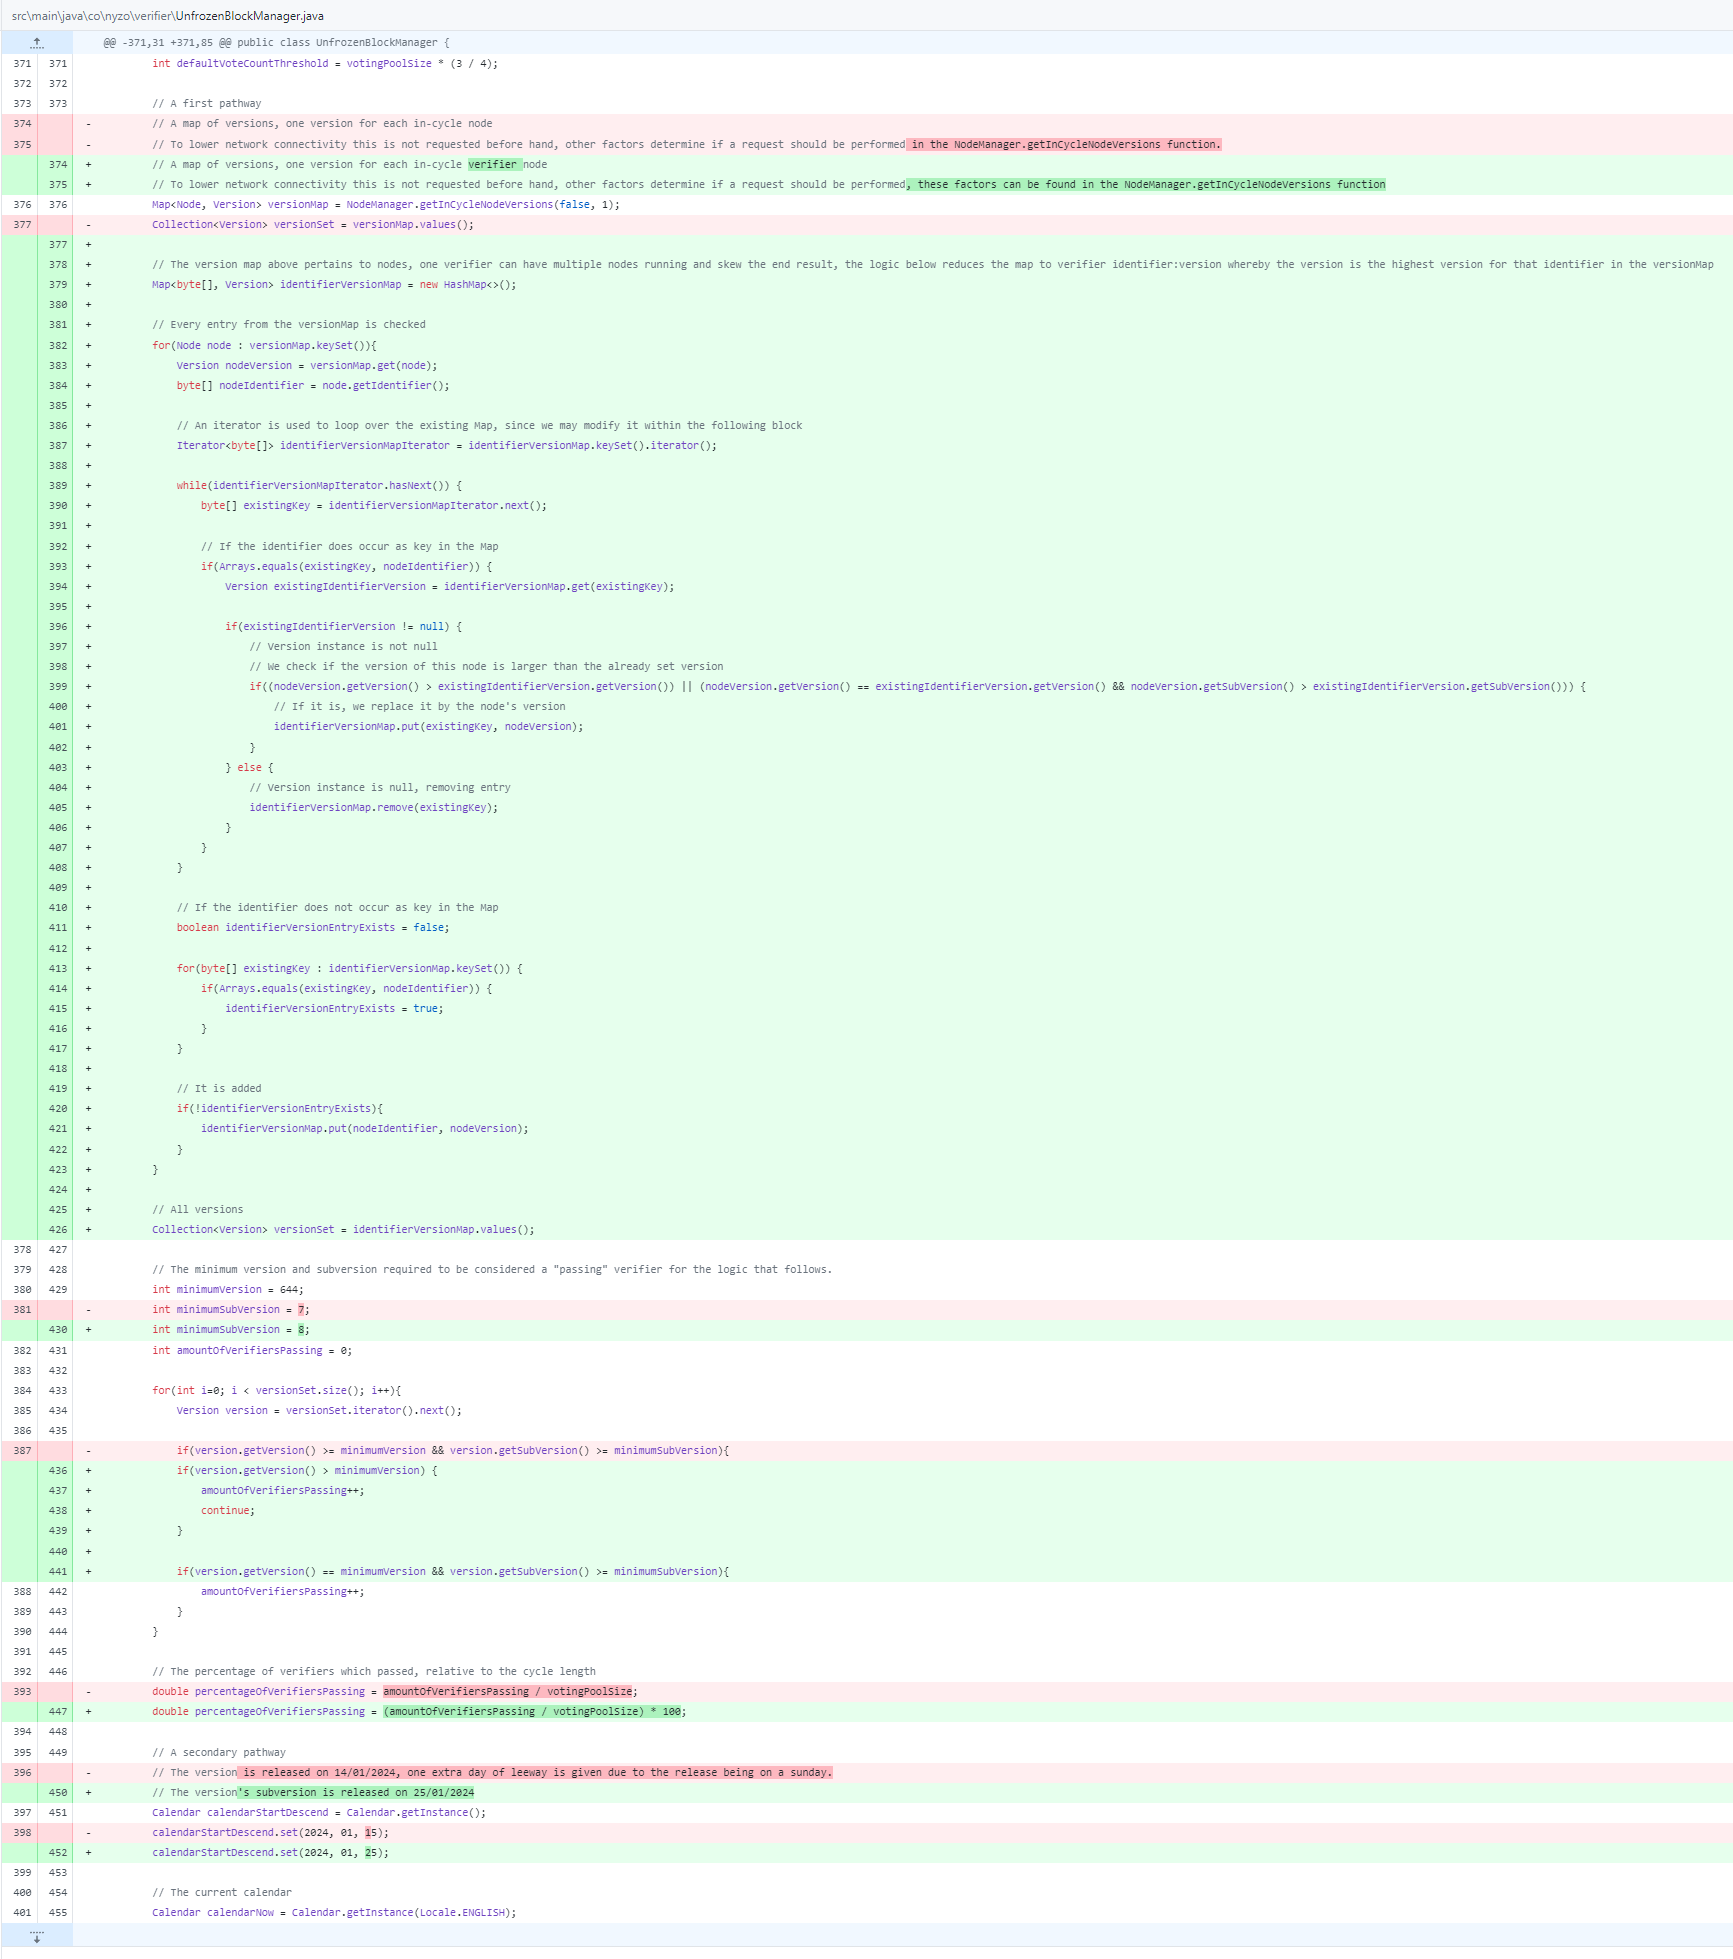 src\main\java\co\nyzo\verifier\UnfrozenBlockManager.java
@@ -371,31 +371,85 @@ public class UnfrozenBlockManager {
371 371 int defaultVoteCountThreshold = votingPoolSize * (3 / 4);
372 372
373 373 // A first pathway
374 - // A map of versions, one version for each in-cycle node
375 - // To lower network connectivity this is not requested before hand, other factors determine if a request should be performed in the NodeManager.getInCycleNodeVersions function.
374 + // A map of versions, one version for each in-cycle verifier node
375 + // To lower network connectivity this is not requested before hand, other factors determine if a request should be performed, these factors can be found in the NodeManager.getInCycleNodeVersions function
376 376 Map<Node, Version> versionMap = NodeManager.getInCycleNodeVersions(false, 1);
377 - Collection<Version> versionSet = versionMap.values();
377 +
378 + // The version map above pertains to nodes, one verifier can have multiple nodes running and skew the end result, the logic below reduces the map to verifier identifier:version whereby the version is the highest version for that identifier in the versionMap
379 + Map<byte[], Version> identifierVersionMap = new HashMap<>();
380 +
381 + // Every entry from the versionMap is checked
382 + for(Node node : versionMap.keySet()){
383 + Version nodeVersion = versionMap.get(node);
384 + byte[] nodeIdentifier = node.getIdentifier();
385 +
386 + // An iterator is used to loop over the existing Map, since we may modify it within the following block
387 + Iterator<byte[]> identifierVersionMapIterator = identifierVersionMap.keySet().iterator();
388 +
389 + while(identifierVersionMapIterator.hasNext()) {
390 + byte[] existingKey = identifierVersionMapIterator.next();
391 +
392 + // If the identifier does occur as key in the Map
393 + if(Arrays.equals(existingKey, nodeIdentifier)) {
394 + Version existingIdentifierVersion = identifierVersionMap.get(existingKey);
395 +
396 + if(existingIdentifierVersion != null) {
397 + // Version instance is not null
398 + // We check if the version of this node is larger than the already set version
399 + if((nodeVersion.getVersion() > existingIdentifierVersion.getVersion()) || (nodeVersion.getVersion() == existingIdentifierVersion.getVersion() && nodeVersion.getSubVersion() > existingIdentifierVersion.getSubVersion())) {
400 + // If it is, we replace it by the node's version
401 + identifierVersionMap.put(existingKey, nodeVersion);
402 + }
403 + } else {
404 + // Version instance is null, removing entry
405 + identifierVersionMap.remove(existingKey);
406 + }
407 + }
408 + }
409 +
410 + // If the identifier does not occur as key in the Map
411 + boolean identifierVersionEntryExists = false;
412 +
413 + for(byte[] existingKey : identifierVersionMap.keySet()) {
414 + if(Arrays.equals(existingKey, nodeIdentifier)) {
415 + identifierVersionEntryExists = true;
416 + }
417 + }
418 +
419 + // It is added
420 + if(!identifierVersionEntryExists){
421 + identifierVersionMap.put(nodeIdentifier, nodeVersion);
422 + }
423 + }
424 +
425 + // All versions
426 + Collection<Version> versionSet = identifierVersionMap.values();
378 427
379 428 // The minimum version and subversion required to be considered a "passing" verifier for the logic that follows.
380 429 int minimumVersion = 644;
381 - int minimumSubVersion = 7;
430 + int minimumSubVersion = 8;
382 431 int amountOfVerifiersPassing = 0;
383 432
384 433 for(int i=0; i < versionSet.size(); i++){
385 434 Version version = versionSet.iterator().next();
386 435
387 - if(version.getVersion() >= minimumVersion && version.getSubVersion() >= minimumSubVersion){
436 + if(version.getVersion() > minimumVersion) {
437 + amountOfVerifiersPassing++;
438 + continue;
439 + }
440 +
441 + if(version.getVersion() == minimumVersion && version.getSubVersion() >= minimumSubVersion){
388 442 amountOfVerifiersPassing++;
389 443 }
390 444 }
391 445
392 446 // The percentage of verifiers which passed, relative to the cycle length
393 - double percentageOfVerifiersPassing = amountOfVerifiersPassing / votingPoolSize;
447 + double percentageOfVerifiersPassing = (amountOfVerifiersPassing / votingPoolSize) * 100;
394 448
395 449 // A secondary pathway
396 - // The version is released on 14/01/2024, one extra day of leeway is given due to the release being on a sunday.
450 + // The version's subversion is released on 25/01/2024
397 451 Calendar calendarStartDescend = Calendar.getInstance();
398 - calendarStartDescend.set(2024, 01, 15);
452 + calendarStartDescend.set(2024, 01, 25);
399 453
400 454 // The current calendar
401 455 Calendar calendarNow = Calendar.getInstance(Locale.ENGLISH);